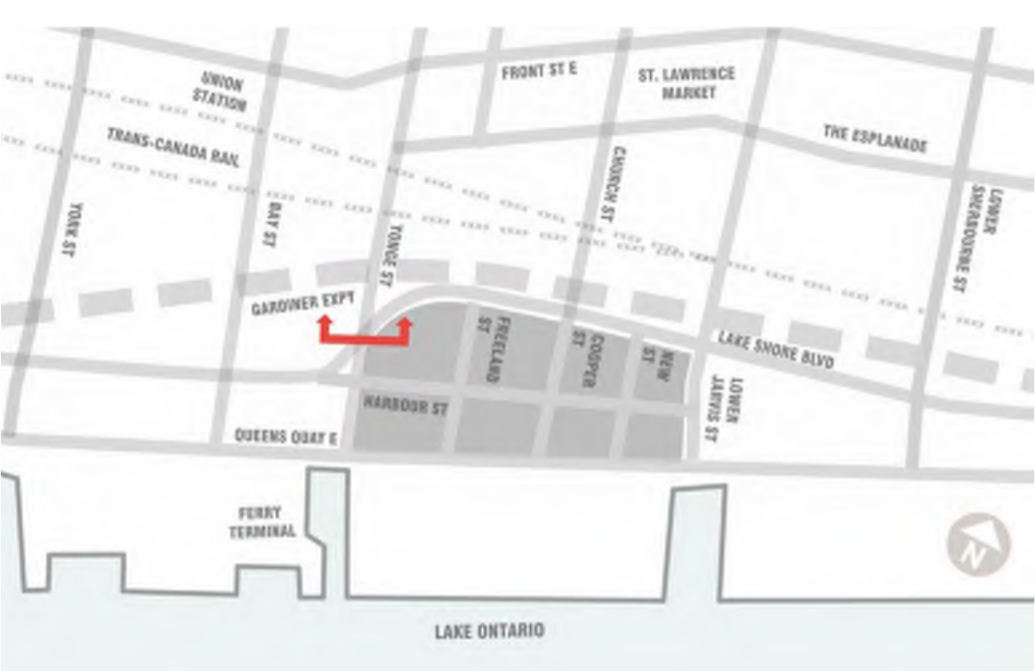 UNION
STATION
FRONT ST E
ST. LAWRENCE
MARKET
TRANS-CANADA RAIL
THE ESPLANADE
YORK ST
BAY ST
YONGE ST
CHURCH ST
LOWER
SHERBOURNE ST
GARDINER EXPY
FREELAND
ST
COOPER
ST
NEW
ST
LAKE SHORE BLVD
LOWER
JARVIS ST
HARBOUR ST
QUEENS QUAY E
FERRY
TERMINAL
N
LAKE ONTARIO